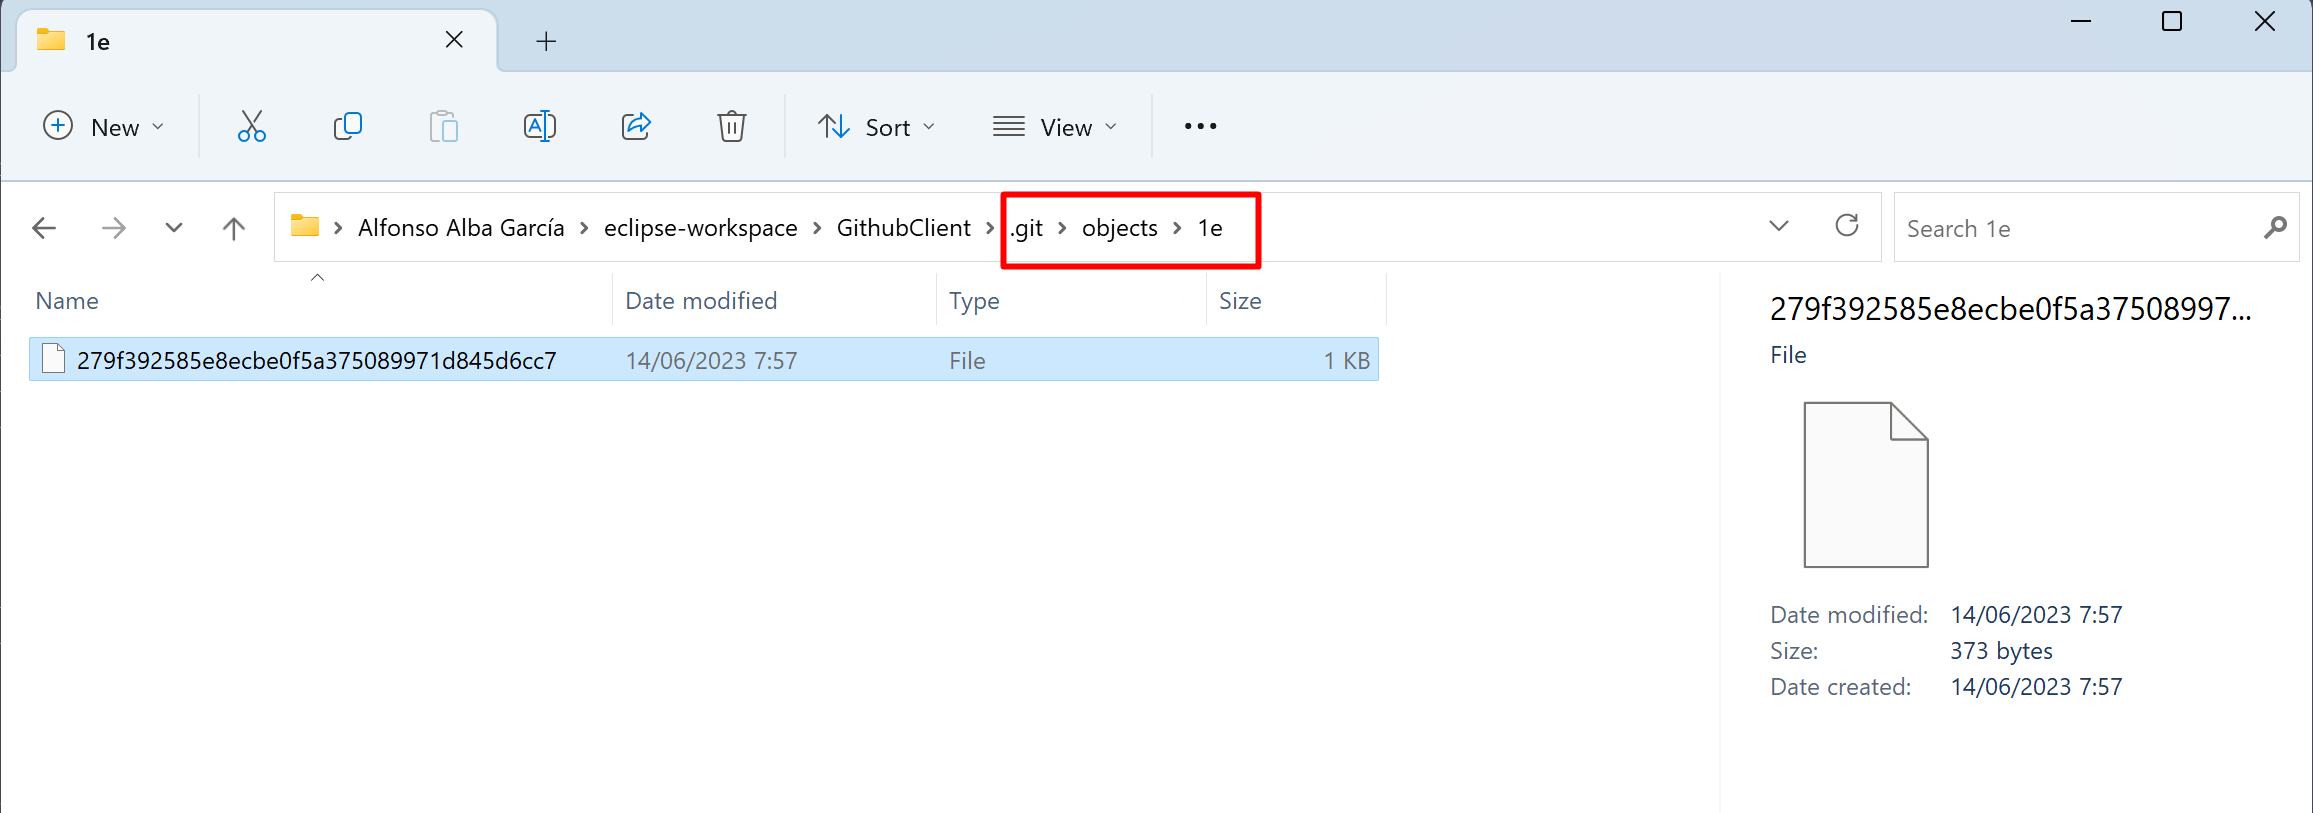 1e
New
Sort
View
Alfonso Alba García
eclipse-workspace
GithubClient
.git
objects
1e
Search 1e
Name
Date modified
Type
Size
279f392585e8ecbe0f5a375089971d845d6cc7
14/06/2023 7:57
File
1 KB
279f392585e8ecbe0f5a37508997...
File
Date modified: 14/06/2023 7:57
Size: 373 bytes
Date created: 14/06/2023 7:57